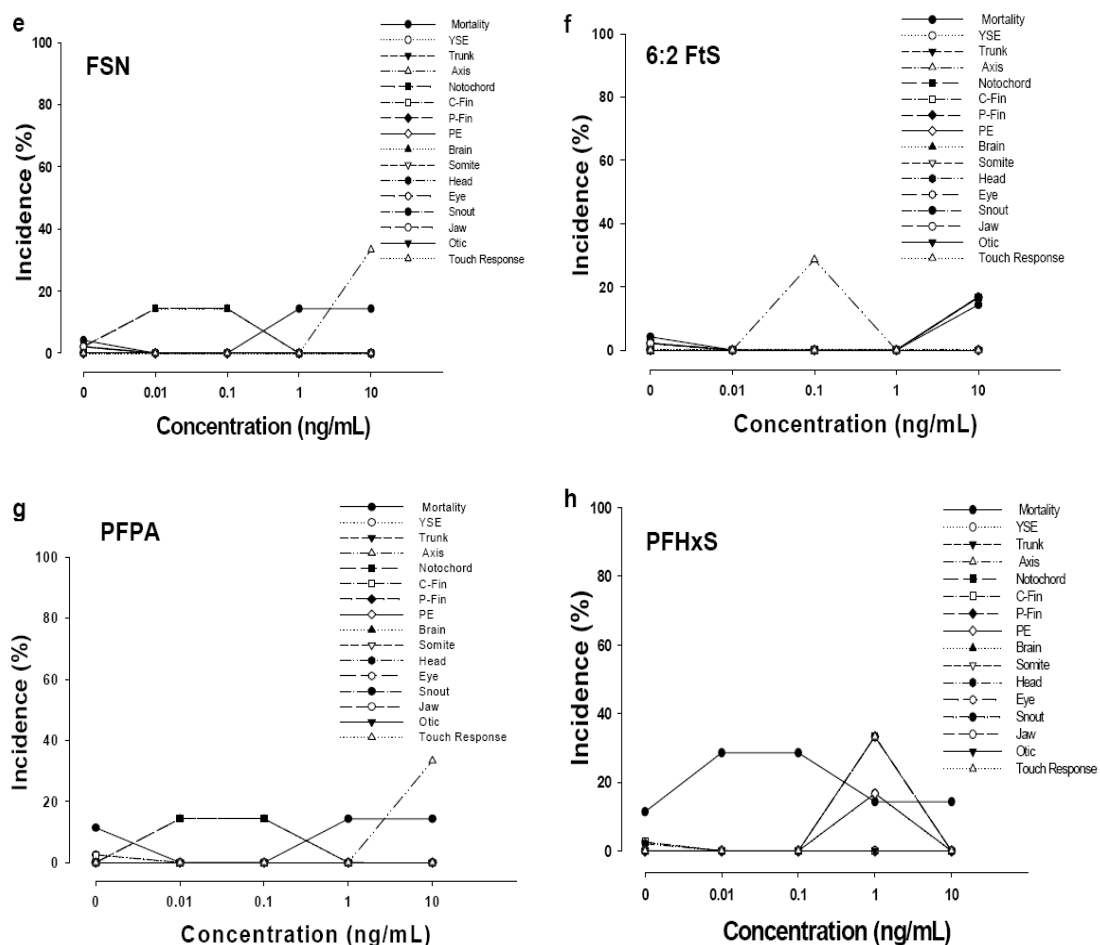 e
FSN
Incidence (%)
100
80
60
40
20
0
0 0.01 0.1 1 10
Concentration (ng/mL)
Mortality
YSE
Trunk
Axis
Notochord
C-Fin
P-Fin
PE
Brain
Somite
Head
Eye
Snout
Jaw
Otic
Touch Response
f
6:2 FtS
Incidence (%)
100
80
60
40
20
0
0 0.01 0.1 1 10
Concentration (ng/mL)
Mortality
YSE
Trunk
Axis
Notochord
C-Fin
P-Fin
PE
Brain
Somite
Head
Eye
Snout
Jaw
Otic
Touch Response
g
PFPA
Incidence (%)
100
80
60
40
20
0
0 0.01 0.1 1 10
Concentration (ng/mL)
Mortality
YSE
Trunk
Axis
Notochord
C-Fin
P-Fin
PE
Brain
Somite
Head
Eye
Snout
Jaw
Otic
Touch Response
h
PFHxS
Incidence (%)
100
80
60
40
20
0
0 0.01 0.1 1 10
Concentration (ng/mL)
Mortality
YSE
Trunk
Axis
Notochord
C-Fin
P-Fin
PE
Brain
Somite
Head
Eye
Snout
Jaw
Otic
Touch Response